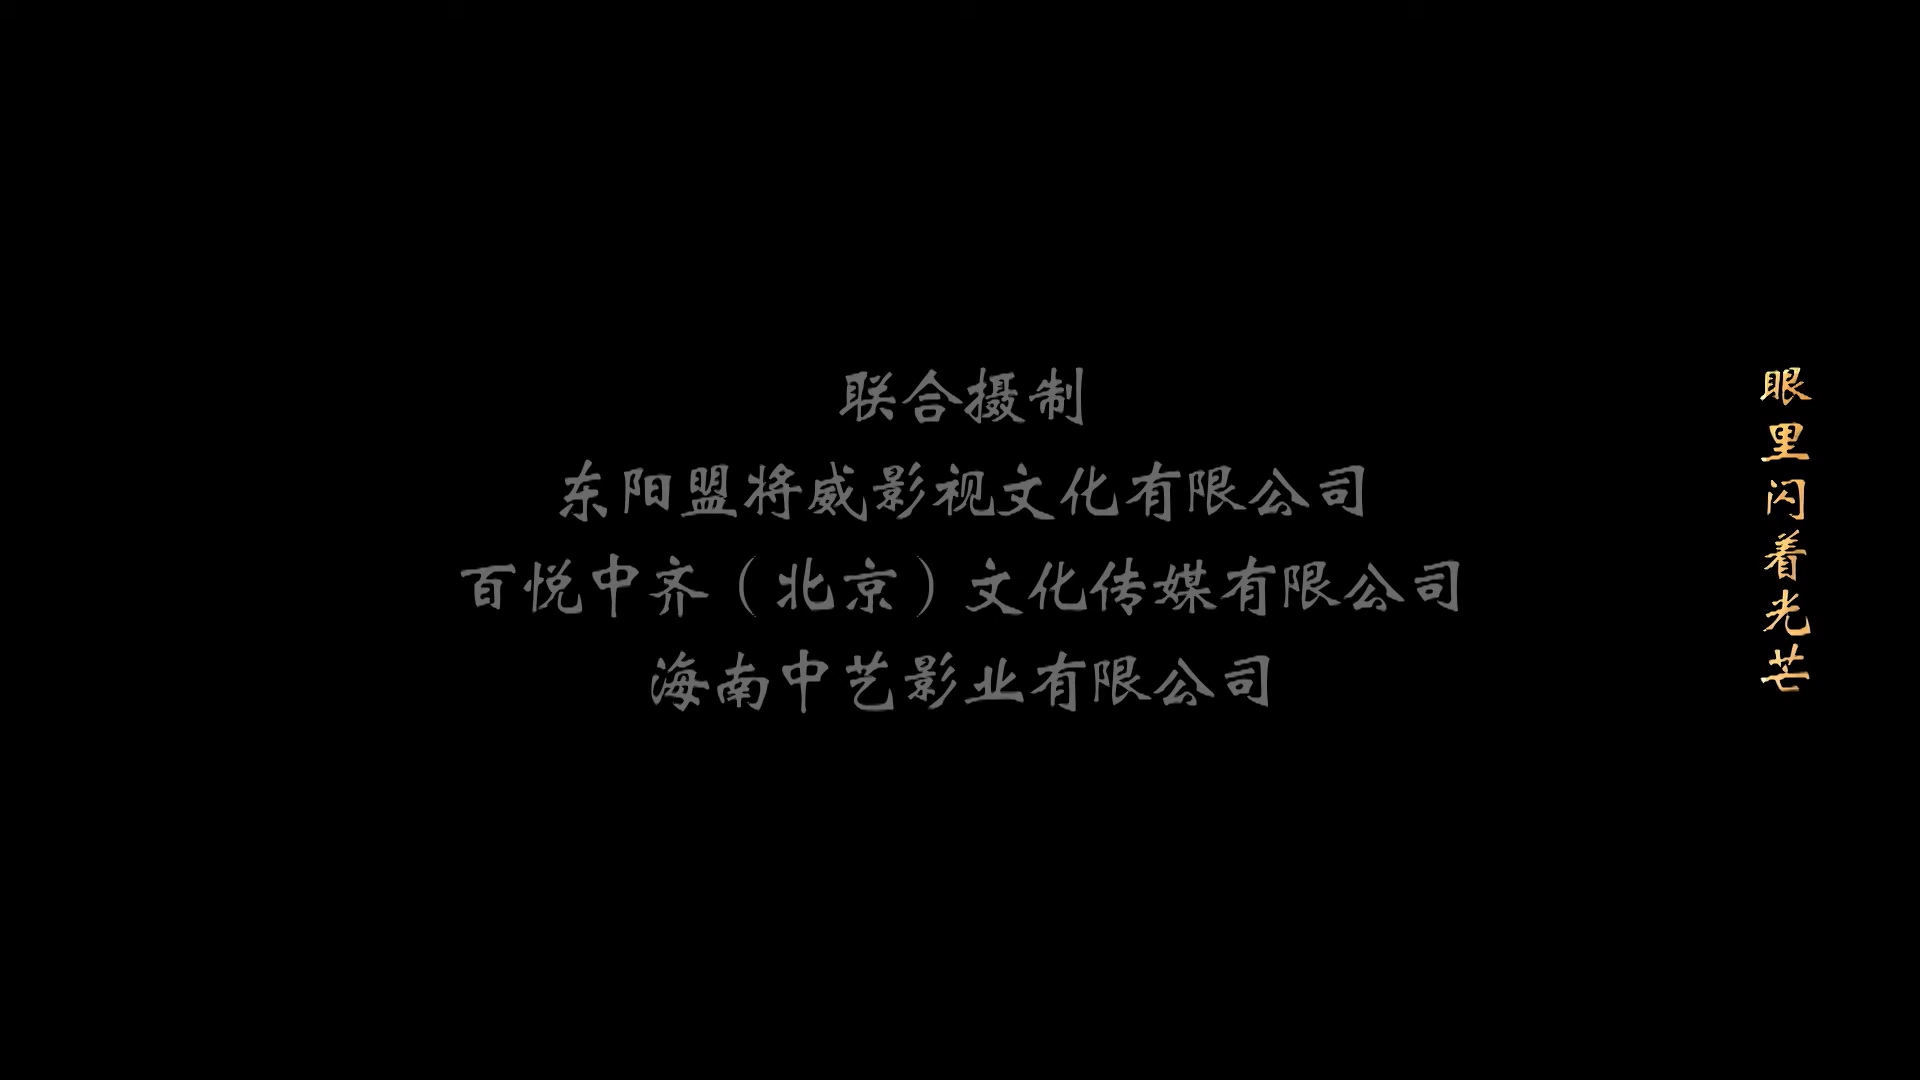 联合摄制
东阳盟将威影视文化有限公司
百悦中齐（北京）文化传媒有限公司
海南中艺影业有限公司
眼里闪着光芒